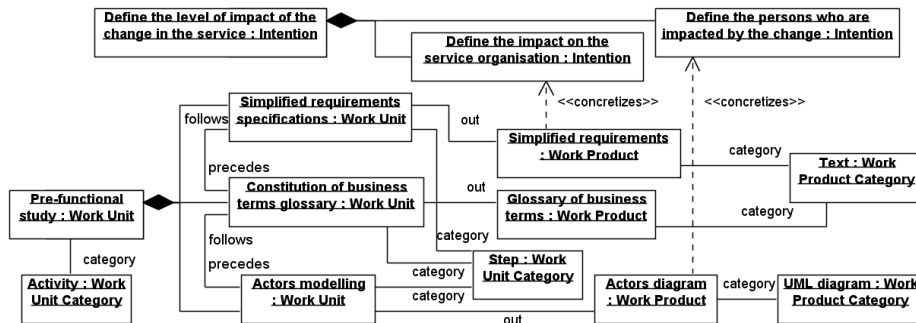 Define the level of impact of the
change in the service : Intention
Define the persons who are
impacted by the change : Intention
Define the impact on the
service organisation : Intention
<<concretizes>>
<<concretizes>>
Simplified requirements
specifications : Work Unit
follows
out
Simplified requirements
: Work Product
category
Text : Work
Product Category
precedes
Constitution of business
terms glossary : Work Unit
out
Glossary of business
terms : Work Product
category
Pre-functional
study : Work Unit
follows
category
category
precedes
Step : Work
Unit Category
category
category
Activity : Work
Unit Category
Actors modelling
: Work Unit
out
Actors diagram
: Work Product
category
UML diagram : Work
Product Category